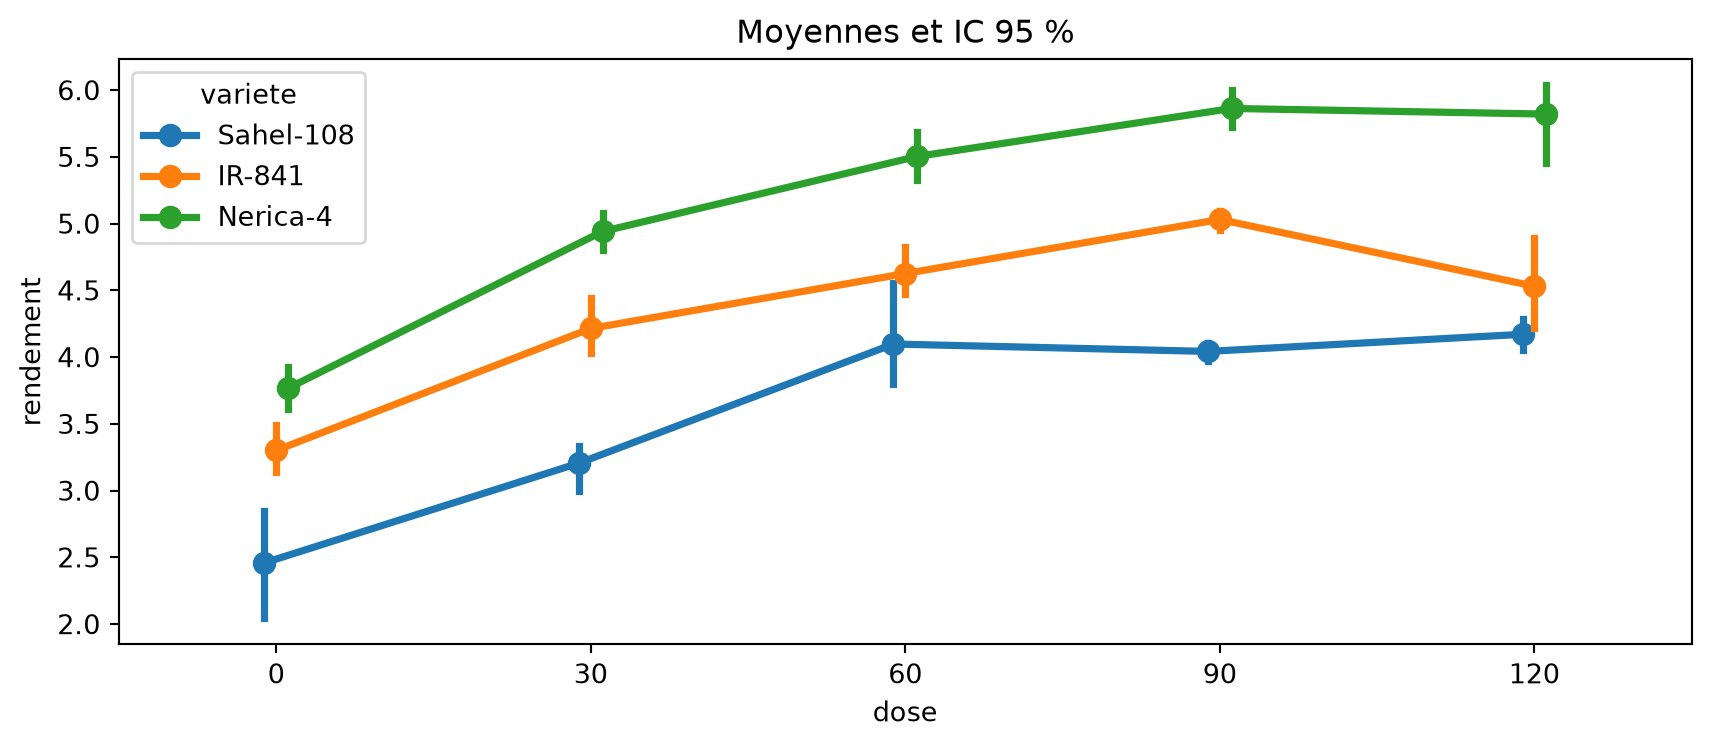 Moyennes et IC 95 %
variete
Sahel-108
IR-841
Nerica-4
rendement
6.0
5.5
5.0
4.5
4.0
3.5
3.0
2.5
2.0
0 30 60 90 120
dose